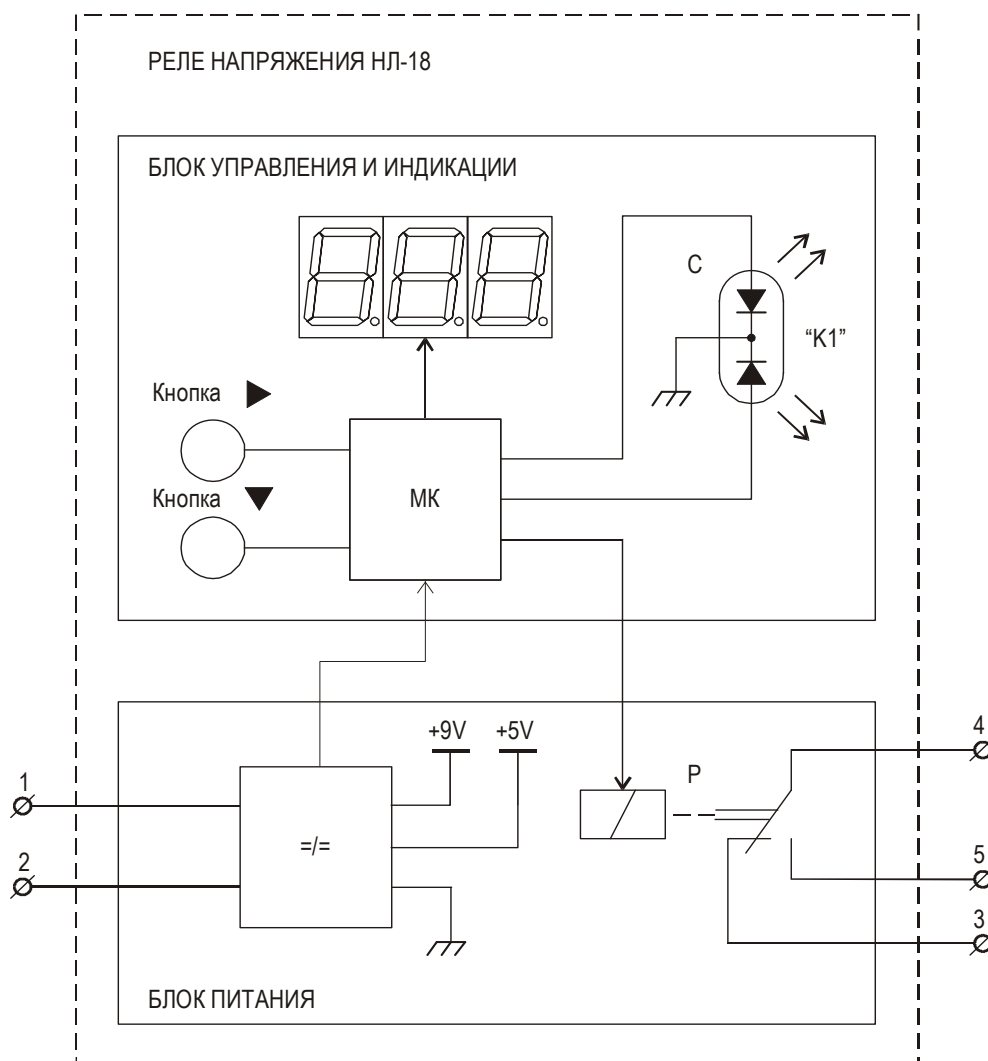 РЕЛЕ НАПРЯЖЕНИЯ НЛ-18
БЛОК УПРАВЛЕНИЯ И ИНДИКАЦИИ
С
“К1”
Кнопка
Кнопка
МК
+9V
+5V
Р
4
1
=/=
2
5
3
БЛОК ПИТАНИЯ